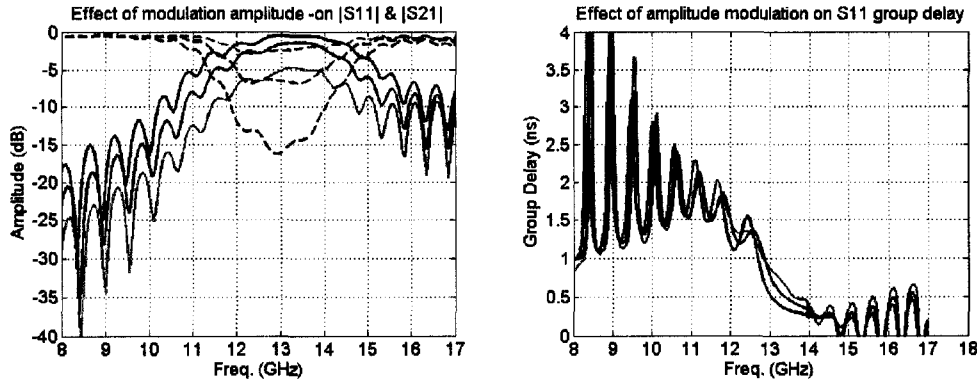 Effect of modulation amplitude -on |S11| & |S21|
0
-5
-10
-15
-20
-25
-30
-35
-40
Amplitude (dB)
8 9 10 11 12 13 14 15 16 17
Freq. (GHz)
Effect of amplitude modulation on S11 group delay
4
3.5
3
2.5
2
1.5
1
0.5
0
Group Delay (ns)
8 9 10 11 12 13 14 15 16 17 18
Freq. (GHz)